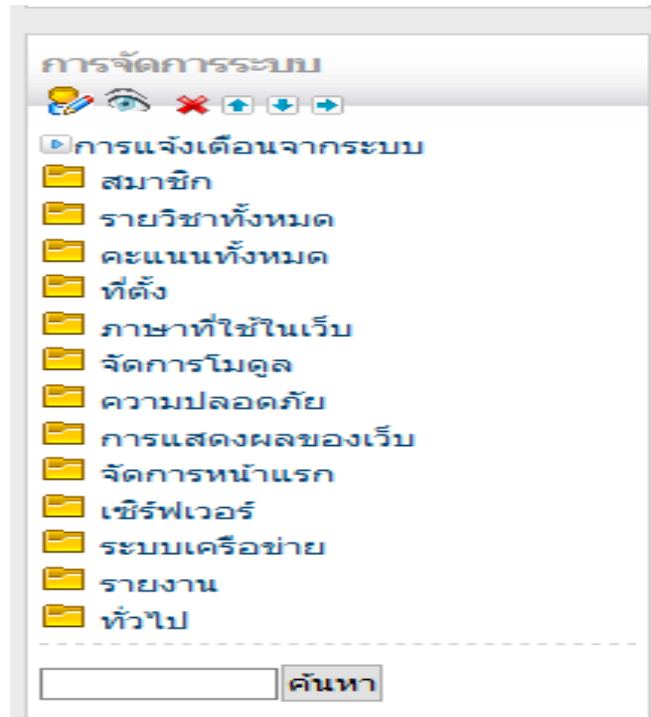 การจัดการระบบ
การแจ้งเตือนจากระบบ
สมาชิก
รายวิชาทั้งหมด
คะแนนทั้งหมด
ที่ตั้ง
ภาษาที่ใช้ในเว็บ
จัดการโมดูล
ความปลอดภัย
การแสดงผลของเว็บ
จัดการหน้าแรก
เซิร์ฟเวอร์
ระบบเครือข่าย
รายงาน
ทั่วไป
ค้นหา